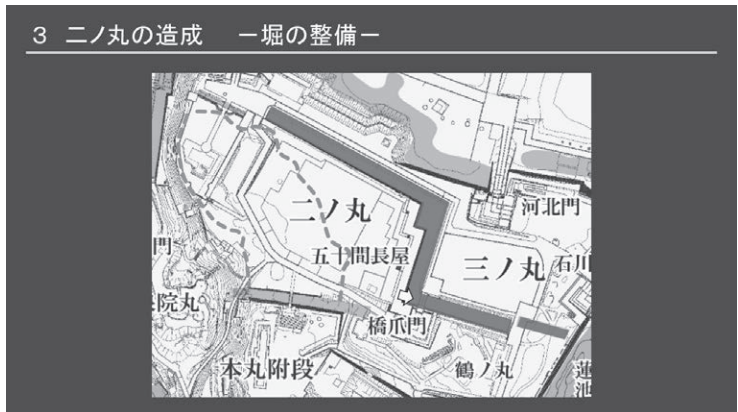 3 二ノ丸の造成 －堀の整備－
二ノ丸
河北門
門
五十間長屋
三ノ丸
石川
院丸
橋爪門
本丸附段
鶴ノ丸
蓮
池